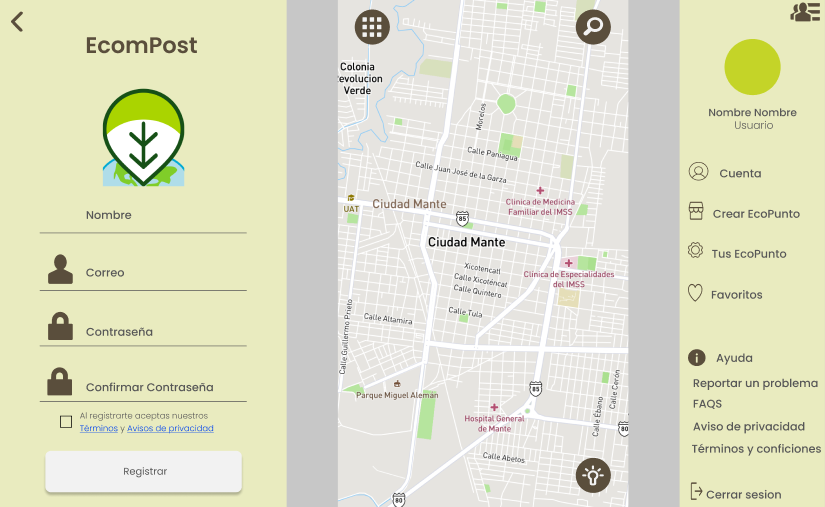 EcomPost
Nombre
Correo
Contraseña
Confirmar Contraseña
Al registrarte aceptas nuestros
Términos y Avisos de privacidad
Registrar
Colonia
evolucion
Verde
Morelos
Calle Paniagua
Calle Juan José de la Garza
UAT
Ciudad Mante
85
Clínica de Medicina
Familiar del IMSS
Ciudad Mante
Xicotencatl
Calle Xicotencatl
Calle Quintero
Clínica de Especialidades
del IMSS
Calle Guillermo Prieto
Calle Altamira
Calle Tula
Parque Miguel Alemán
85
Hospital General
de Mante
Calle Ébano
Calle Cerón
80
Calle Abetos
80
Nombre Nombre
Usuario
Cuenta
Crear EcoPunto
Tus EcoPunto
Favoritos
Ayuda
Reportar un problema
FAQS
Aviso de privacidad
Términos y conficiones
Cerrar sesion